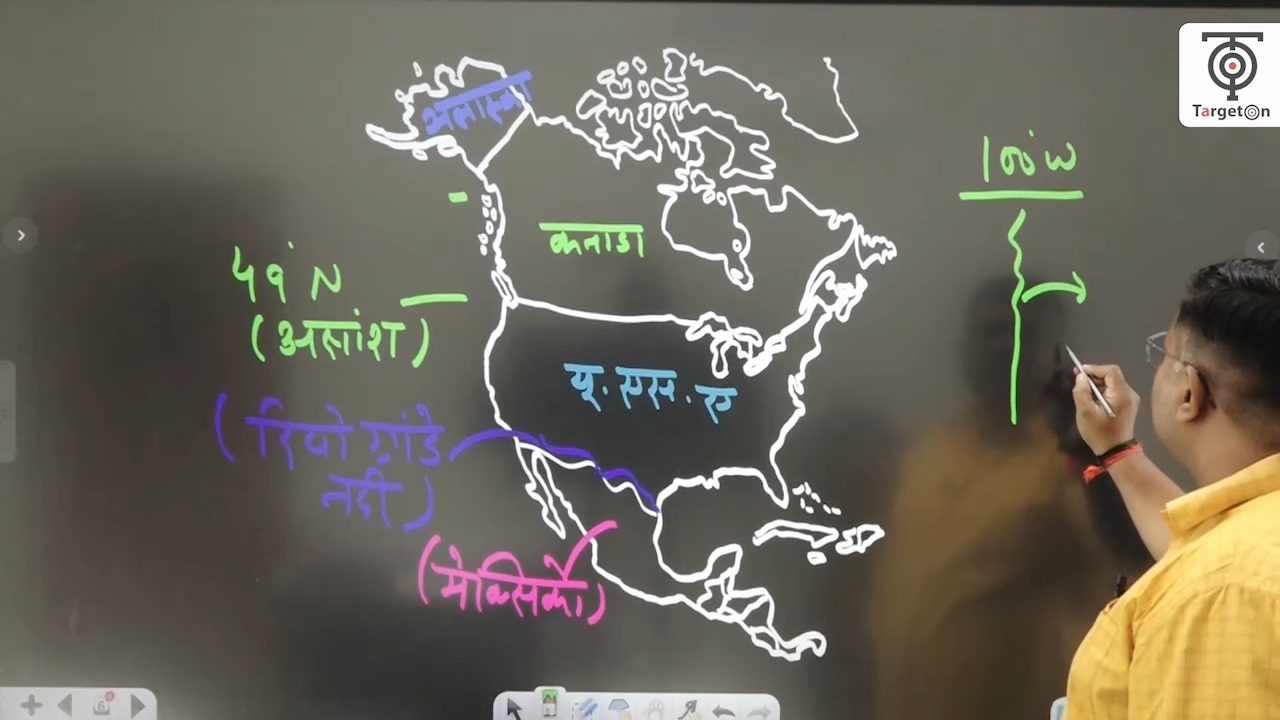 TargetOn
अलास्का
100° W
कनाडा
49° N
(अक्षांश)
यू. एस. ए
(रियो ग्रांडे
नदी)
(मेक्सिको)